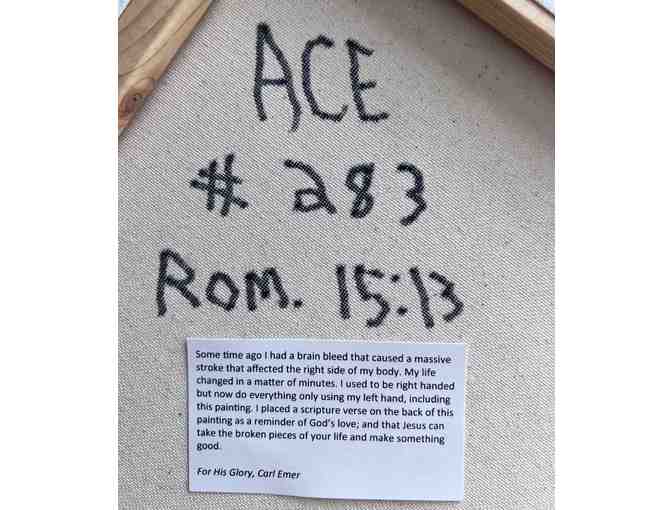 ACE
# 283
Rom. 15:13
Some time ago I had a brain bleed that caused a massive
stroke that affected the right side of my body. My life
changed in a matter of minutes. I used to be right handed
but now do everything only using my left hand, including
this painting. I placed a scripture verse on the back of this
painting as a reminder of God's love; and that Jesus can
take the broken pieces of your life and make something
good.
For His Glory, Carl Emer